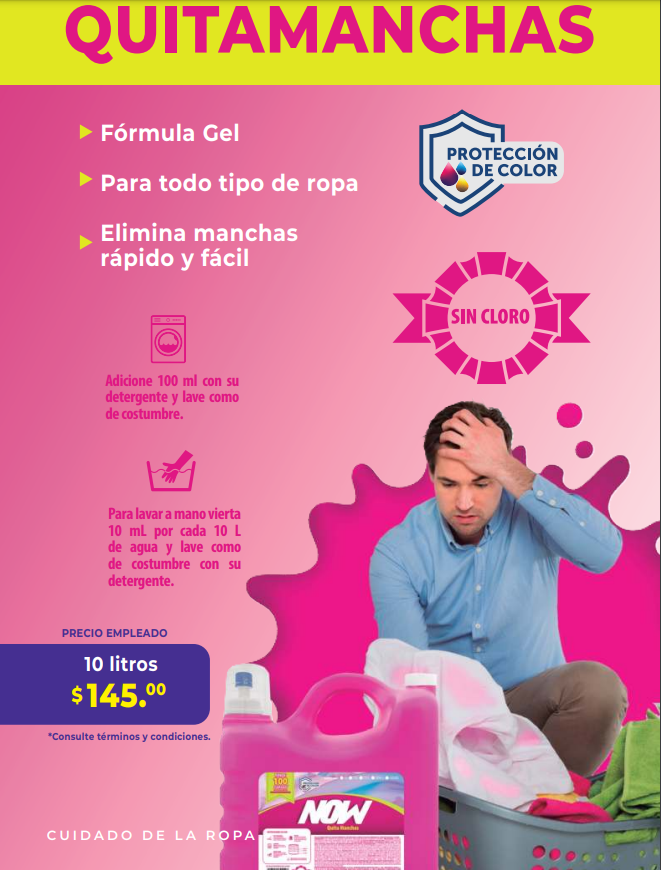 QUITAMANCHAS
Fórmula Gel
Para todo tipo de ropa
Elimina manchas
rápido y fácil
PROTECCIÓN
DE COLOR
SIN CLORO
Adicione 100 ml con su
detergente y lave como
de costumbre.
Para lavar a mano vierta
10 mL por cada 10 L
de agua y lave como
de costumbre con su
detergente.
PRECIO EMPLEADO
10 litros
$145.00
*Consulte términos y condiciones.
100
NOW
Quita Manchas
CUIDADO DE LA ROPA